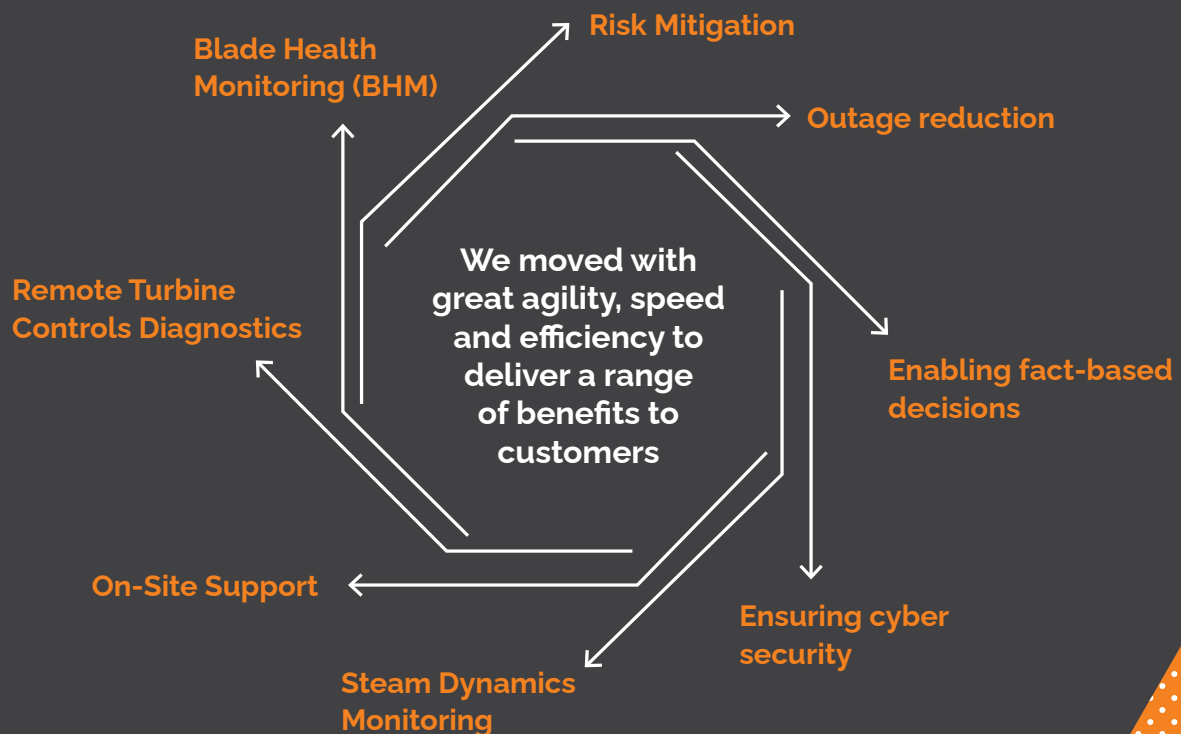 Risk Mitigation
Blade Health
Monitoring (BHM)
Outage reduction
We moved with
great agility, speed
and efficiency to
deliver a range
of benefits to
customers
Remote Turbine
Controls Diagnostics
Enabling fact-based
decisions
On-Site Support
Ensuring cyber
security
Steam Dynamics
Monitoring